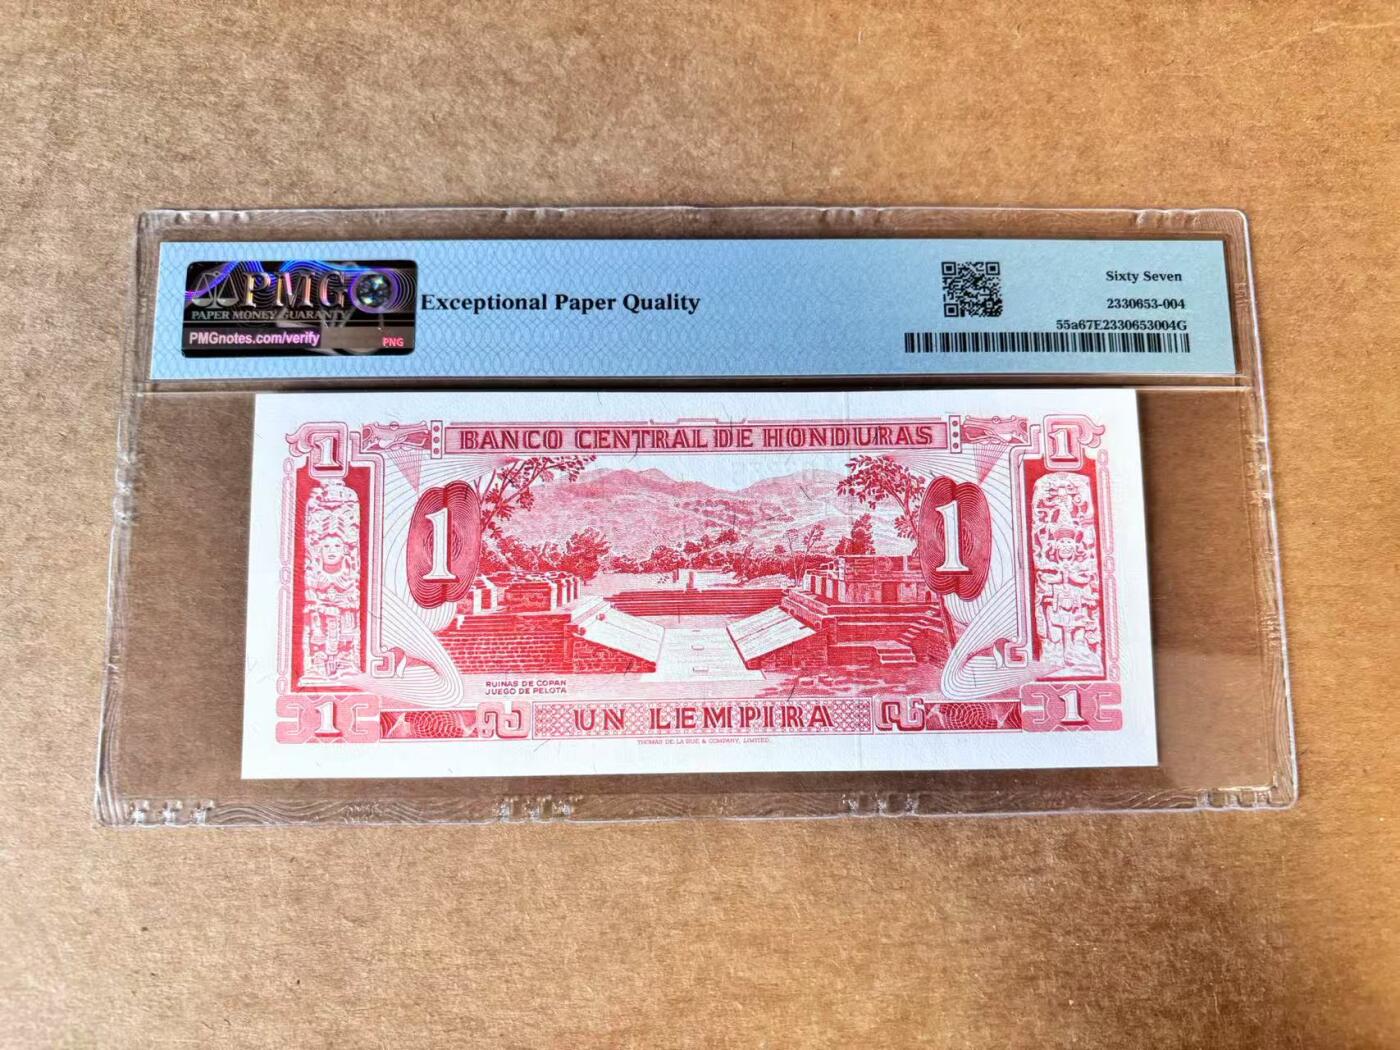 PMG
PAPER MONEY GUARANTY
PMGnotes.com/verify
PNG
Exceptional Paper Quality
Sixty Seven
2330653-004
55a67E2330653004G
1
BANCO CENTRAL DE HONDURAS
1
1
1
RUINAS DE COPAN
JUEGO DE PELOTA
1
UN LEMPIRA
1
THOMAS DE LA RUE & COMPANY, LIMITED.